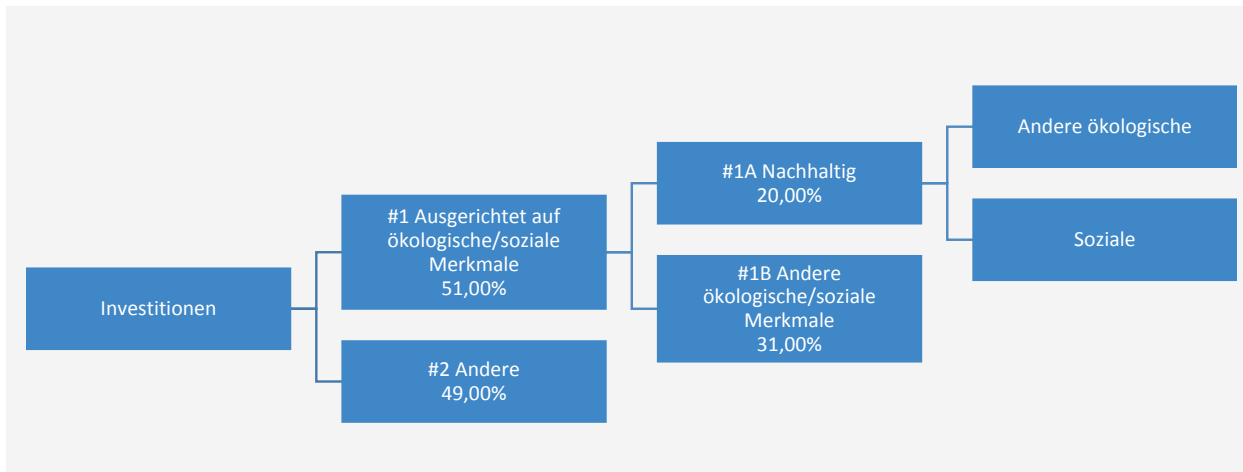 Investitionen
#1 Ausgerichtet auf
ökologische/soziale
Merkmale
51,00%
#2 Andere
49,00%
#1A Nachhaltig
20,00%
#1B Andere
ökologische/soziale
Merkmale
31,00%
Andere ökologische
Soziale